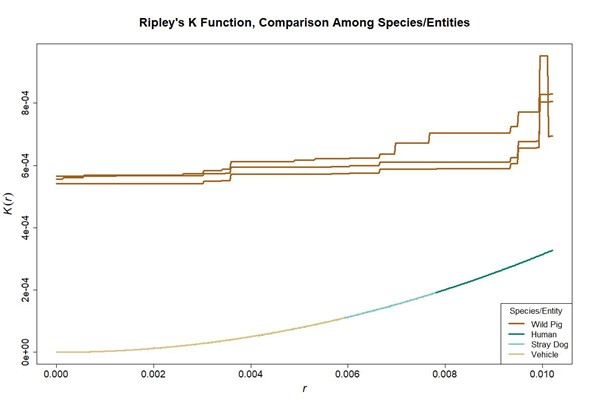 Ripley's K Function, Comparison Among Species/Entities
K(r)
8e-04
6e-04
4e-04
2e-04
0e+00
0.000 0.002 0.004 0.006 0.008 0.010
r
Species/Entity
Wild Pig
Human
Stray Dog
Vehicle